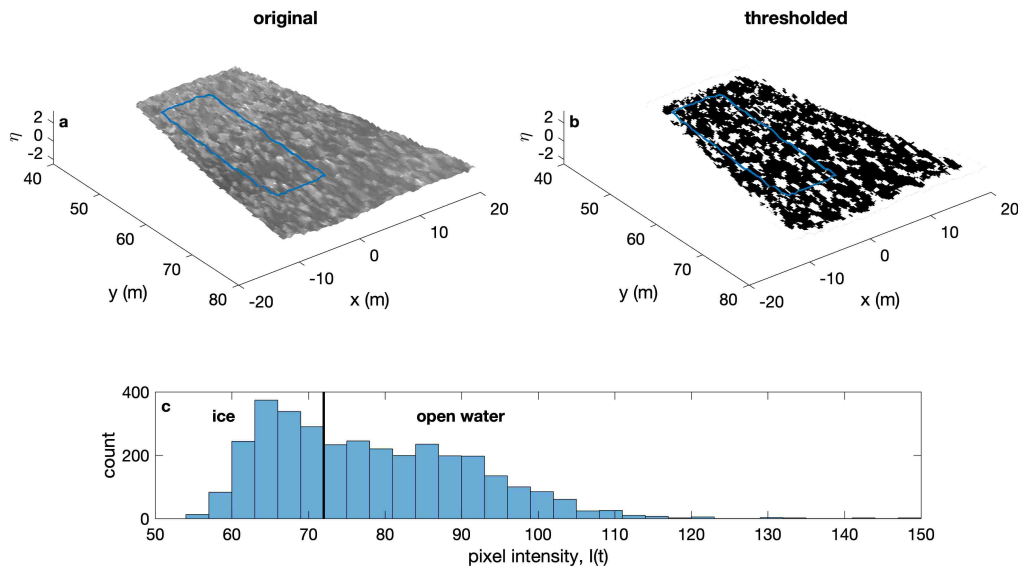 original
thresholded
a
η
2
0
-2
40
50
60
70
80
y (m)
-20
-10
0
10
20
x (m)
b
η
2
0
-2
40
50
60
70
80
y (m)
-20
-10
0
10
20
x (m)
c
ice
open water
count
400
200
0
50 60 70 80 90 100 110 120 130 140 150
pixel intensity, I(t)